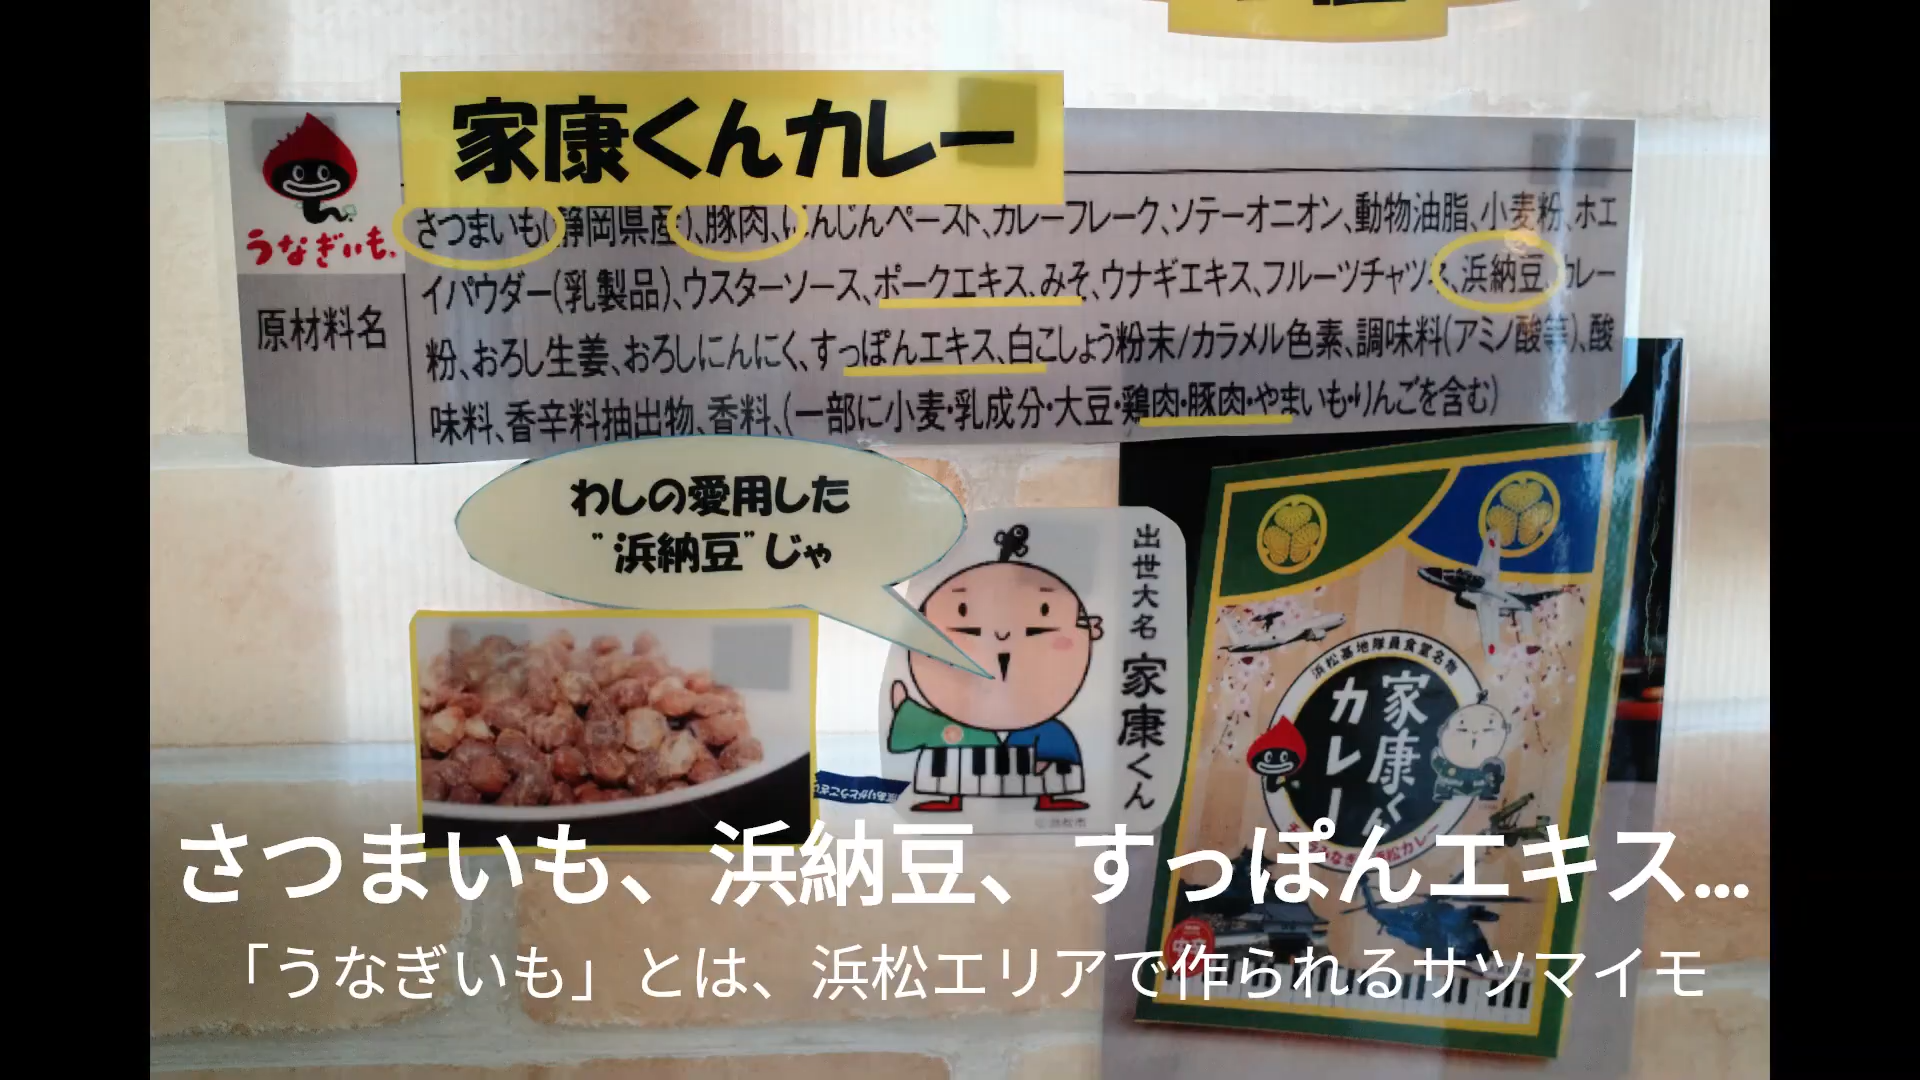 家康くんカレー
うなぎいも
原材料名
さつまいも(静岡県産)、豚肉、にんじんペースト、カレーフレーク、ソテーオニオン、動物油脂、小麦粉、ホエ
イパウダー(乳製品)、ウスターソース、ポークエキス、みそ、ウナギエキス、フルーツチャツネ、浜納豆、カレー
粉、おろし生姜、おろしにんにく、すっぽんエキス、白こしょう粉末/カラメル色素、調味料(アミノ酸等)、酸
味料、香辛料抽出物、香料、(一部に小麦・乳成分・大豆・鶏肉・豚肉・やまいも・りんごを含む)
わしの愛用した
"浜納豆"じゃ
出世大名
家康くん
浜松基地隊員食堂名物
家康くん
カレー
さつまいも、浜納豆、すっぽんエキス…
「うなぎいも」とは、浜松エリアで作られるサツマイモ